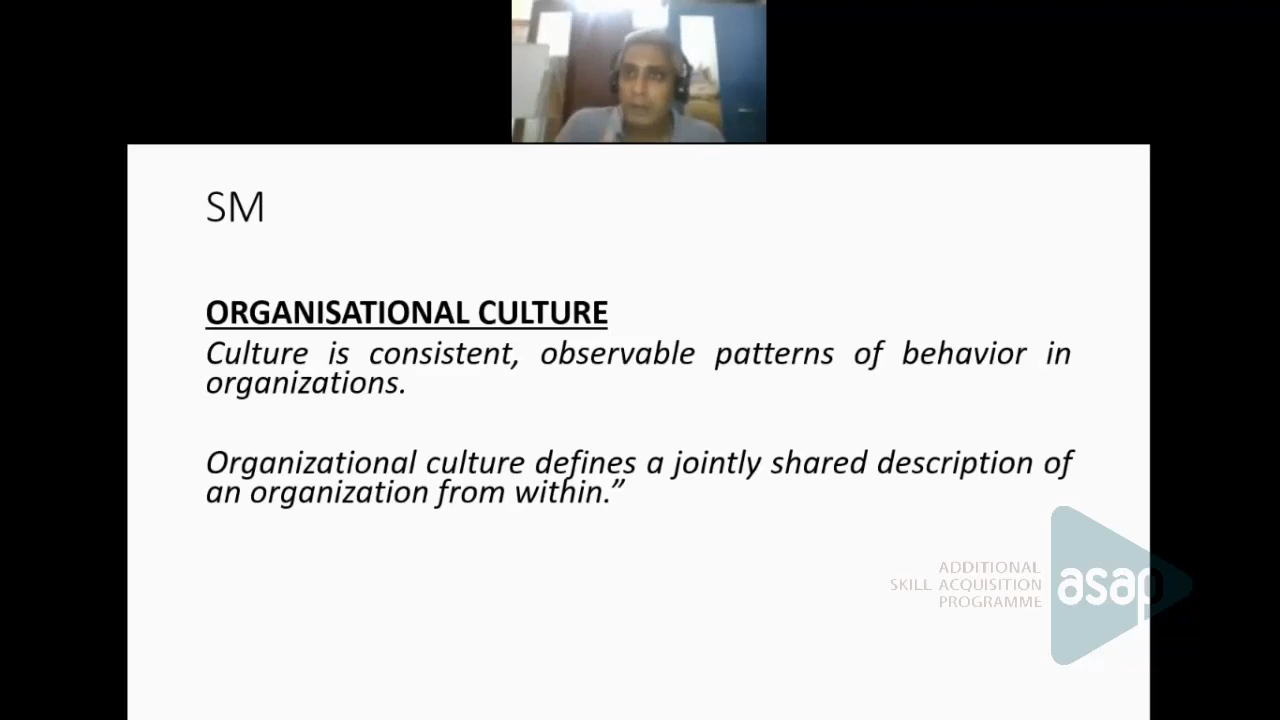 SM
ORGANISATIONAL CULTURE
Culture is consistent, observable patterns of behavior in
organizations.
Organizational culture defines a jointly shared description of
an organization from within.”
ADDITIONAL
SKILL ACQUISITION
PROGRAMME
asap